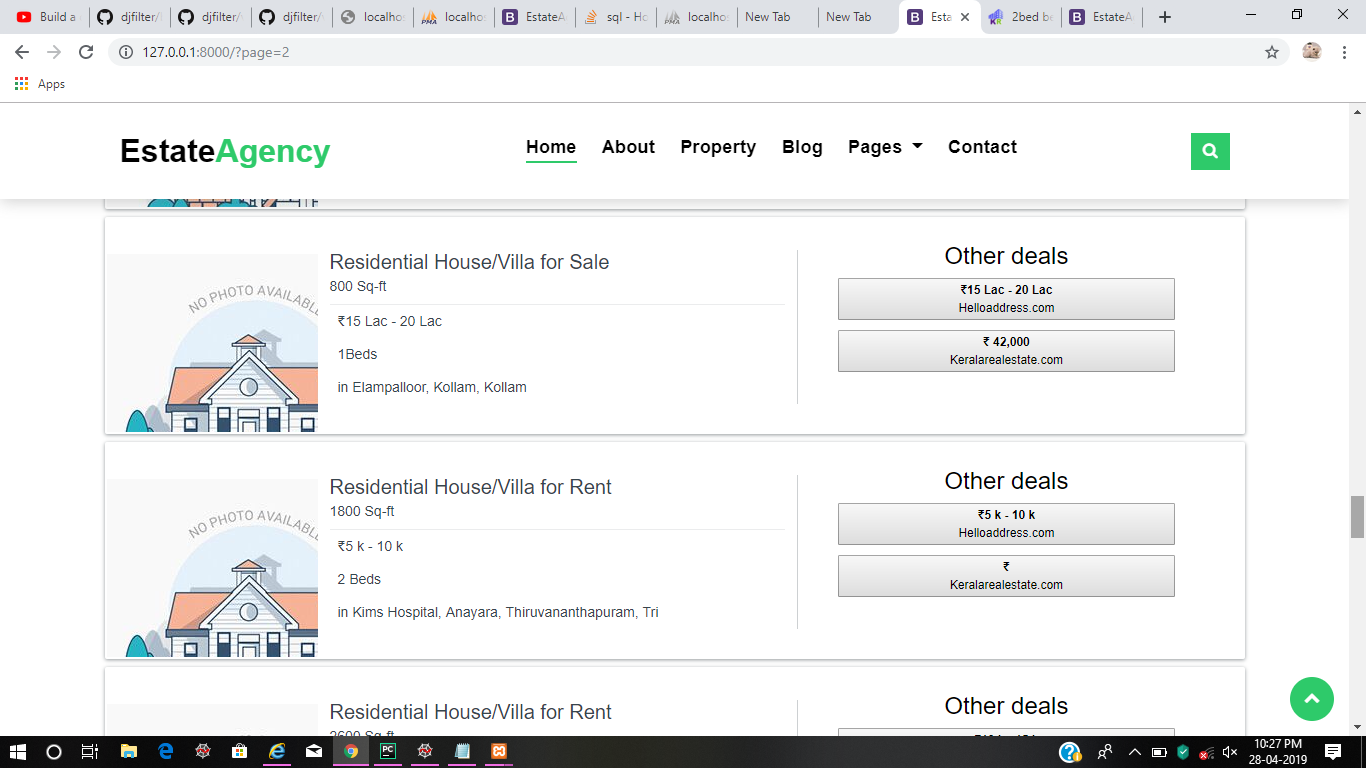 Build a
djfilter/
djfilter/
djfilter/
localho
localho
EstateA
sql - Ho
localho
New Tab
New Tab
Esta
2bed be
EstateA
127.0.0.1:8000/?page=2
Apps
EstateAgency
Home About Property Blog Pages Contact
NO PHOTO AVAILABL
Residential House/Villa for Sale
800 Sq-ft
₹15 Lac - 20 Lac
1Beds
in Elampalloor, Kollam, Kollam
Other deals
₹15 Lac - 20 Lac
Helloaddress.com
₹ 42,000
Keralarealestate.com
NO PHOTO AVAILABL
Residential House/Villa for Rent
1800 Sq-ft
₹5 k - 10 k
2 Beds
in Kims Hospital, Anayara, Thiruvananthapuram, Tri
Other deals
₹5 k - 10 k
Helloaddress.com
₹
Keralarealestate.com
Residential House/Villa for Rent
2600 Sq-ft
Other deals
10:27 PM
28-04-2019